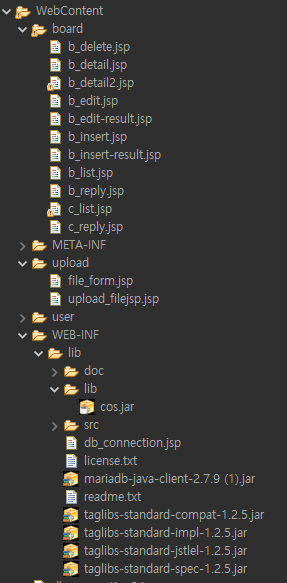 WebContent
board
b_delete.jsp
b_detail.jsp
b_detail2.jsp
b_edit.jsp
b_edit-result.jsp
b_insert.jsp
b_insert-result.jsp
b_list.jsp
b_reply.jsp
c_list.jsp
c_reply.jsp
META-INF
upload
file_form.jsp
upload_filejsp.jsp
user
WEB-INF
lib
doc
lib
cos.jar
src
db_connection.jsp
license.txt
mariadb-java-client-2.7.9 (1).jar
readme.txt
taglibs-standard-compat-1.2.5.jar
taglibs-standard-impl-1.2.5.jar
taglibs-standard-jstlel-1.2.5.jar
taglibs-standard-spec-1.2.5.jar